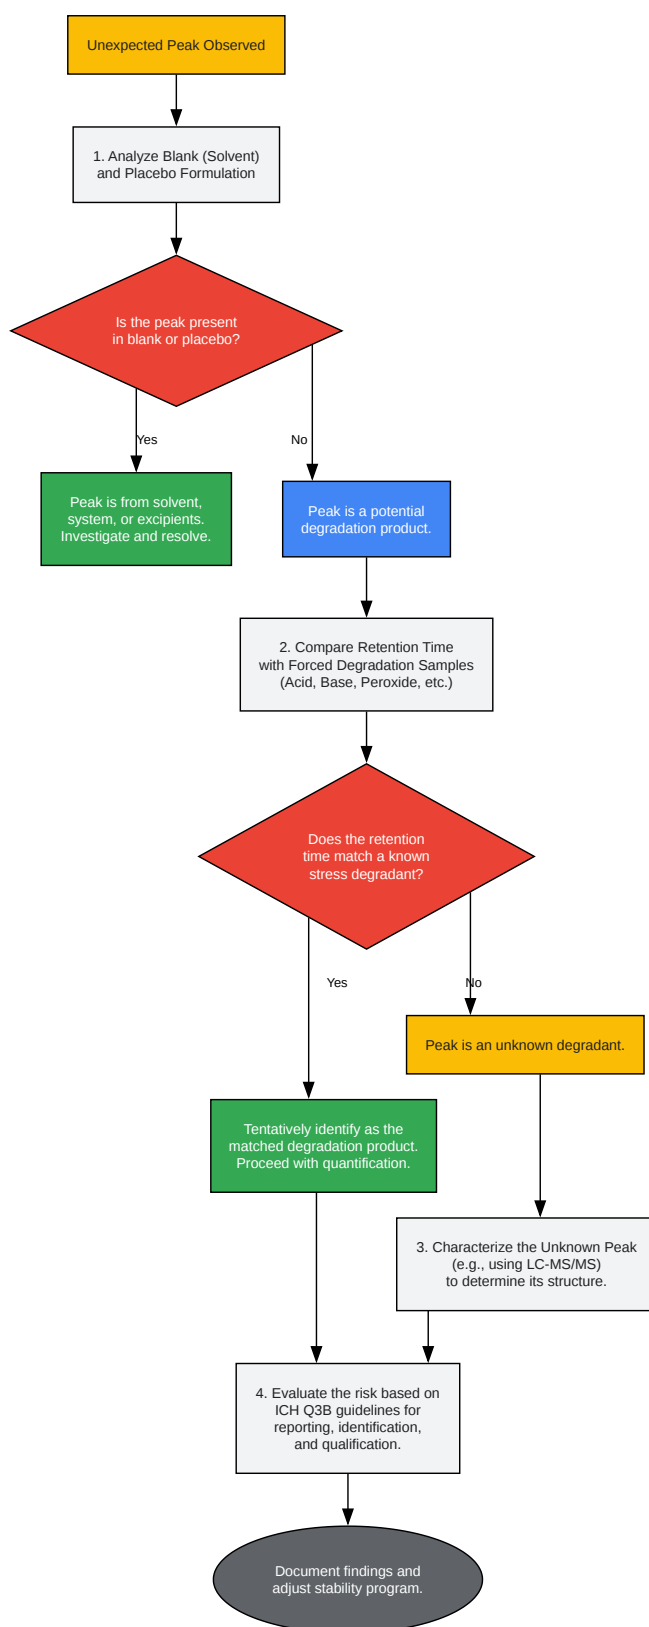 Unexpected Peak Observed
1. Analyze Blank (Solvent)
and Placebo Formulation
Is the peak present
in blank or placebo?
Yes
No
Peak is from solvent,
system, or excipients.
Investigate and resolve.
Peak is a potential
degradation product.
2. Compare Retention Time
with Forced Degradation Samples
(Acid, Base, Peroxide, etc.)
Does the retention
time match a known
stress degradant?
Yes
No
Peak is an unknown degradant.
Tentatively identify as the
matched degradation product.
Proceed with quantification.
3. Characterize the Unknown Peak
(e.g., using LC-MS/MS)
to determine its structure.
4. Evaluate the risk based on
ICH Q3B guidelines for
reporting, identification,
and qualification.
Document findings and
adjust stability program.